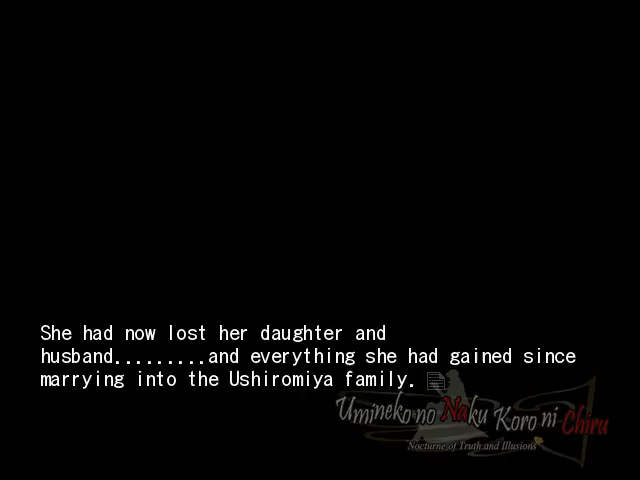 She had now lost her daughter and
husband.........and everything she had gained since
marrying into the Ushiromiya family.
Umineko no Naku Koro ni Chiru
Nocturne of Truth and Illusions